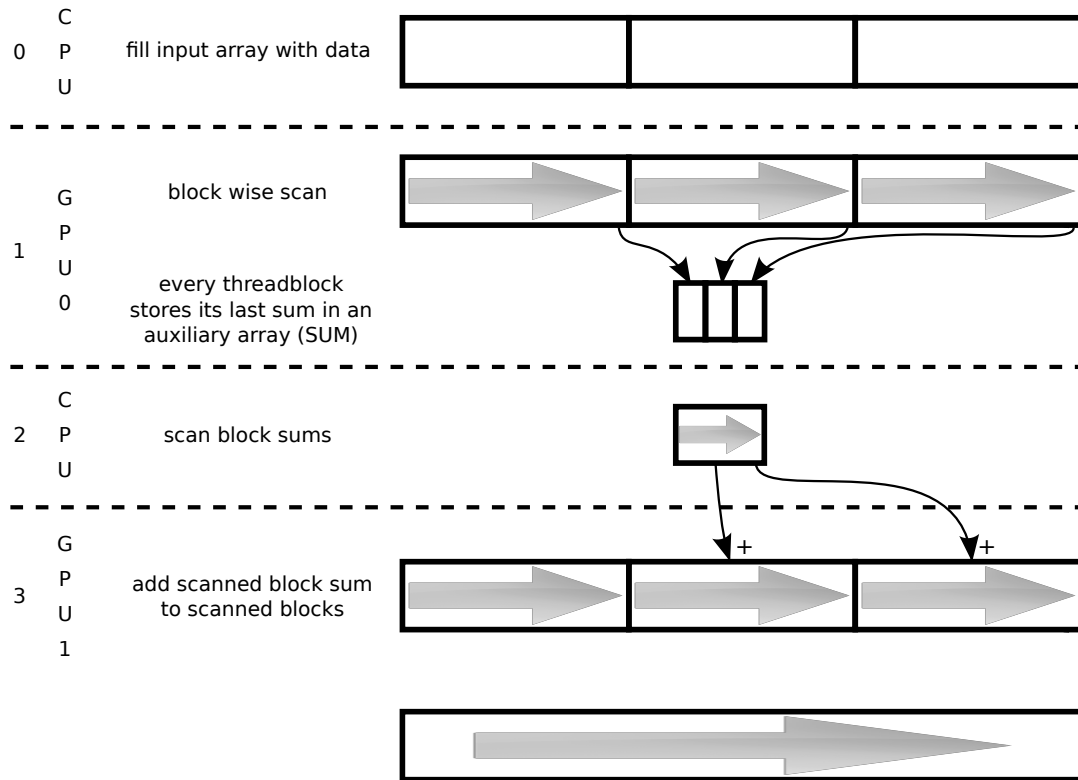 0
C
P
U
fill input array with data
1
G
P
U
0
block wise scan
every threadblock
stores its last sum in an
auxiliary array (SUM)
2
C
P
U
scan block sums
3
G
P
U
1
add scanned block sum
to scanned blocks
+
+